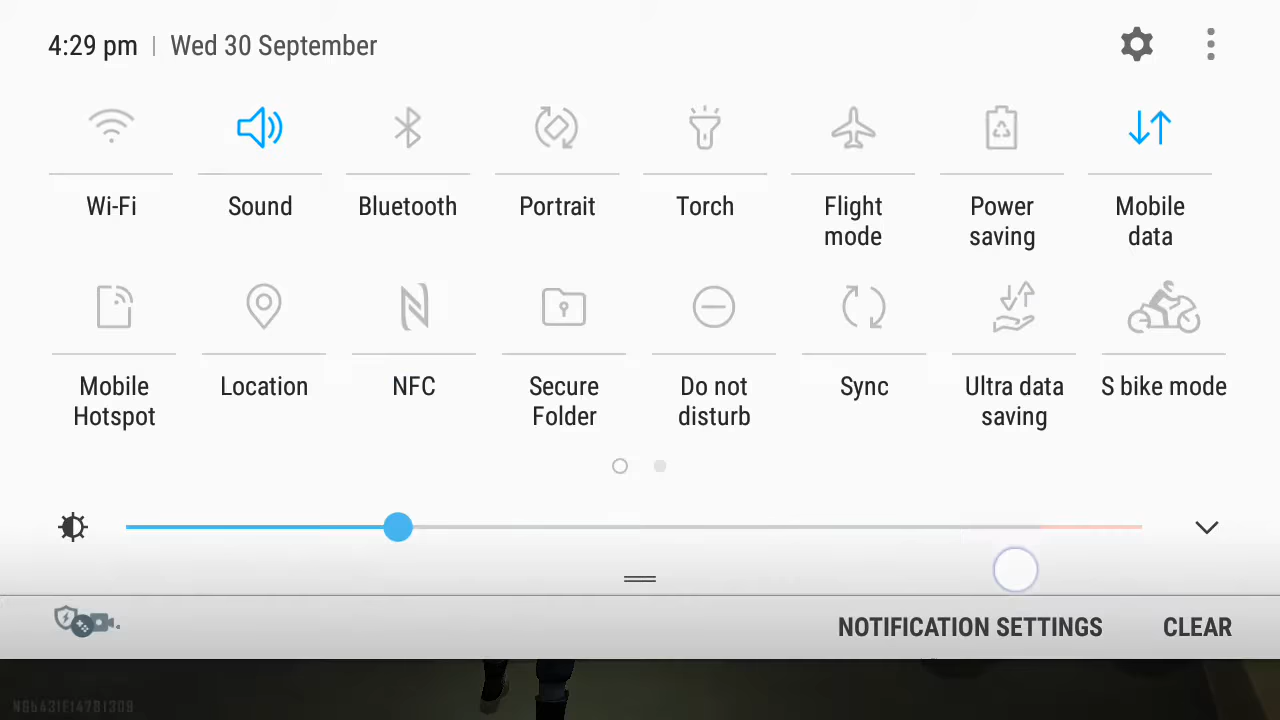 4:29 pm | Wed 30 September
Wi-Fi Sound Bluetooth Portrait Torch Flight mode Power saving Mobile data
Mobile Hotspot Location NFC Secure Folder Do not disturb Sync Ultra data saving S bike mode
NOTIFICATION SETTINGS CLEAR